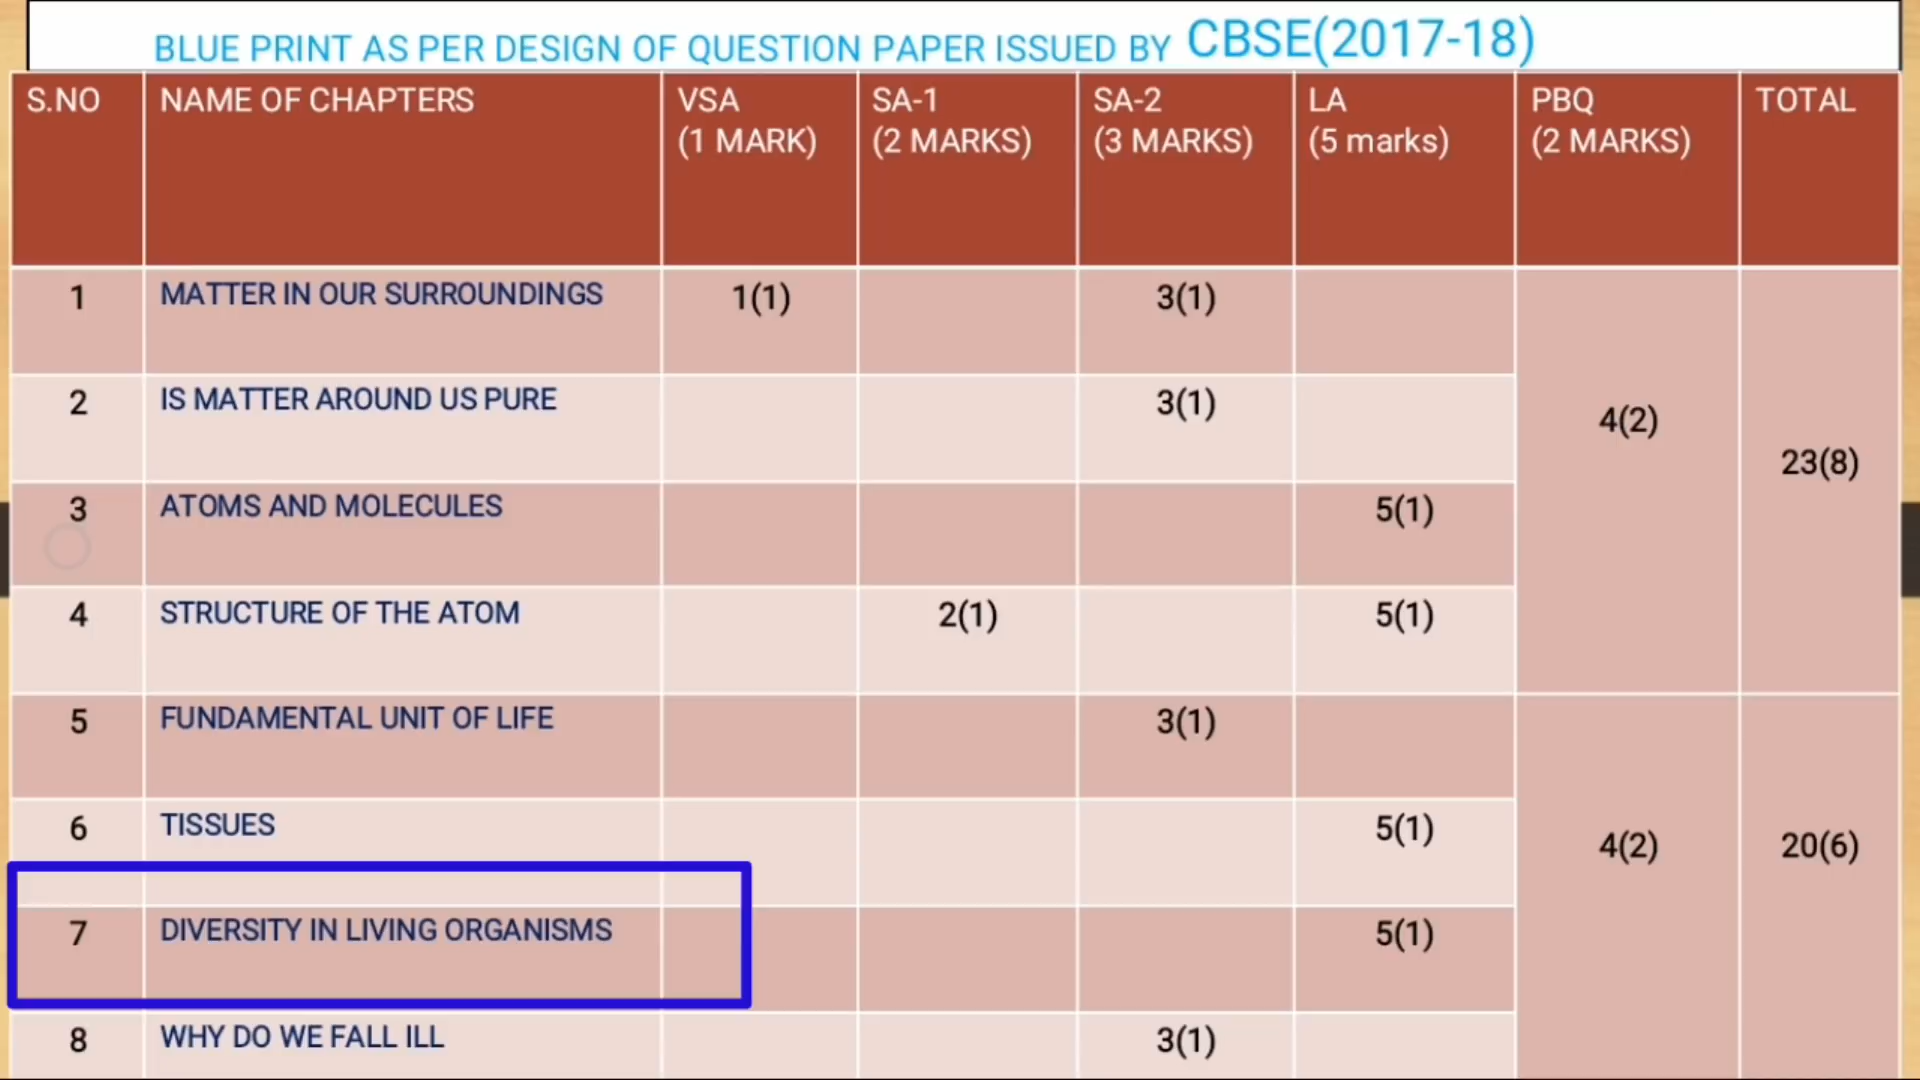 BLUE PRINT AS PER DESIGN OF QUESTION PAPER ISSUED BY CBSE(2017-18)
S.NO NAME OF CHAPTERS VSA SA-1 SA-2 LA PBQ TOTAL
(1 MARK) (2 MARKS) (3 MARKS) (5 marks) (2 MARKS)
1 MATTER IN OUR SURROUNDINGS 1(1) 3(1)
2 IS MATTER AROUND US PURE 3(1) 4(2)
23(8)
3 ATOMS AND MOLECULES 5(1)
4 STRUCTURE OF THE ATOM 2(1) 5(1)
5 FUNDAMENTAL UNIT OF LIFE 3(1)
6 TISSUES 5(1) 4(2) 20(6)
7 DIVERSITY IN LIVING ORGANISMS 5(1)
8 WHY DO WE FALL ILL 3(1)